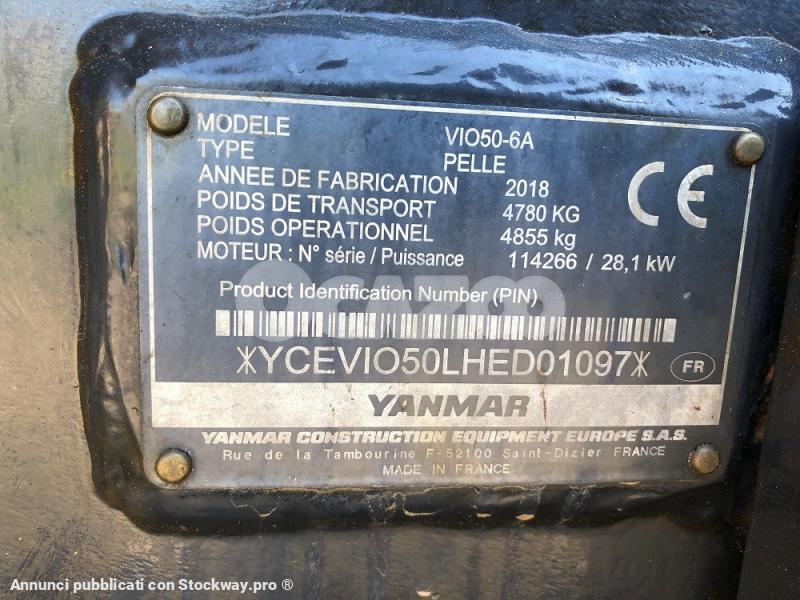 MODELE VIO50-6A
TYPE PELLE
ANNEE DE FABRICATION 2018
POIDS DE TRANSPORT 4780 KG
POIDS OPERATIONNEL 4855 kg
MOTEUR : N° série / Puissance 114266 / 28,1 kW
CE
Product Identification Number (PIN)
*YCEVIO50LHED01097*
FR
YANMAR
YANMAR CONSTRUCTION EQUIPMENT EUROPE S.A.S.
Rue de la Tambourine F-52100 Saint-Dizier FRANCE
MADE IN FRANCE
Annunci pubblicati con Stockway.pro ®